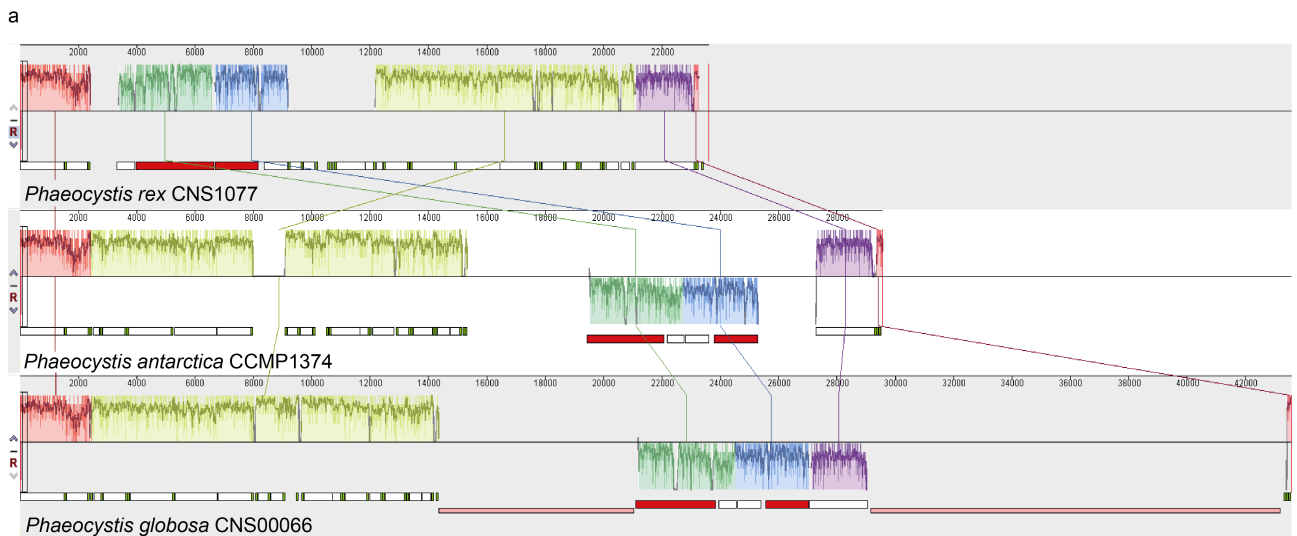 a
2000 4000 6000 8000 10000 12000 14000 16000 18000 20000 22000
R
Phaeocystis rex CNS1077
2000 4000 6000 8000 10000 12000 14000 16000 18000 20000 22000 24000 26000 28000
R
Phaeocystis antarctica CCMP1374
2000 4000 6000 8000 10000 12000 14000 16000 18000 20000 22000 24000 26000 28000 30000 32000 34000 36000 38000 40000 42000
R
Phaeocystis globosa CNS00066